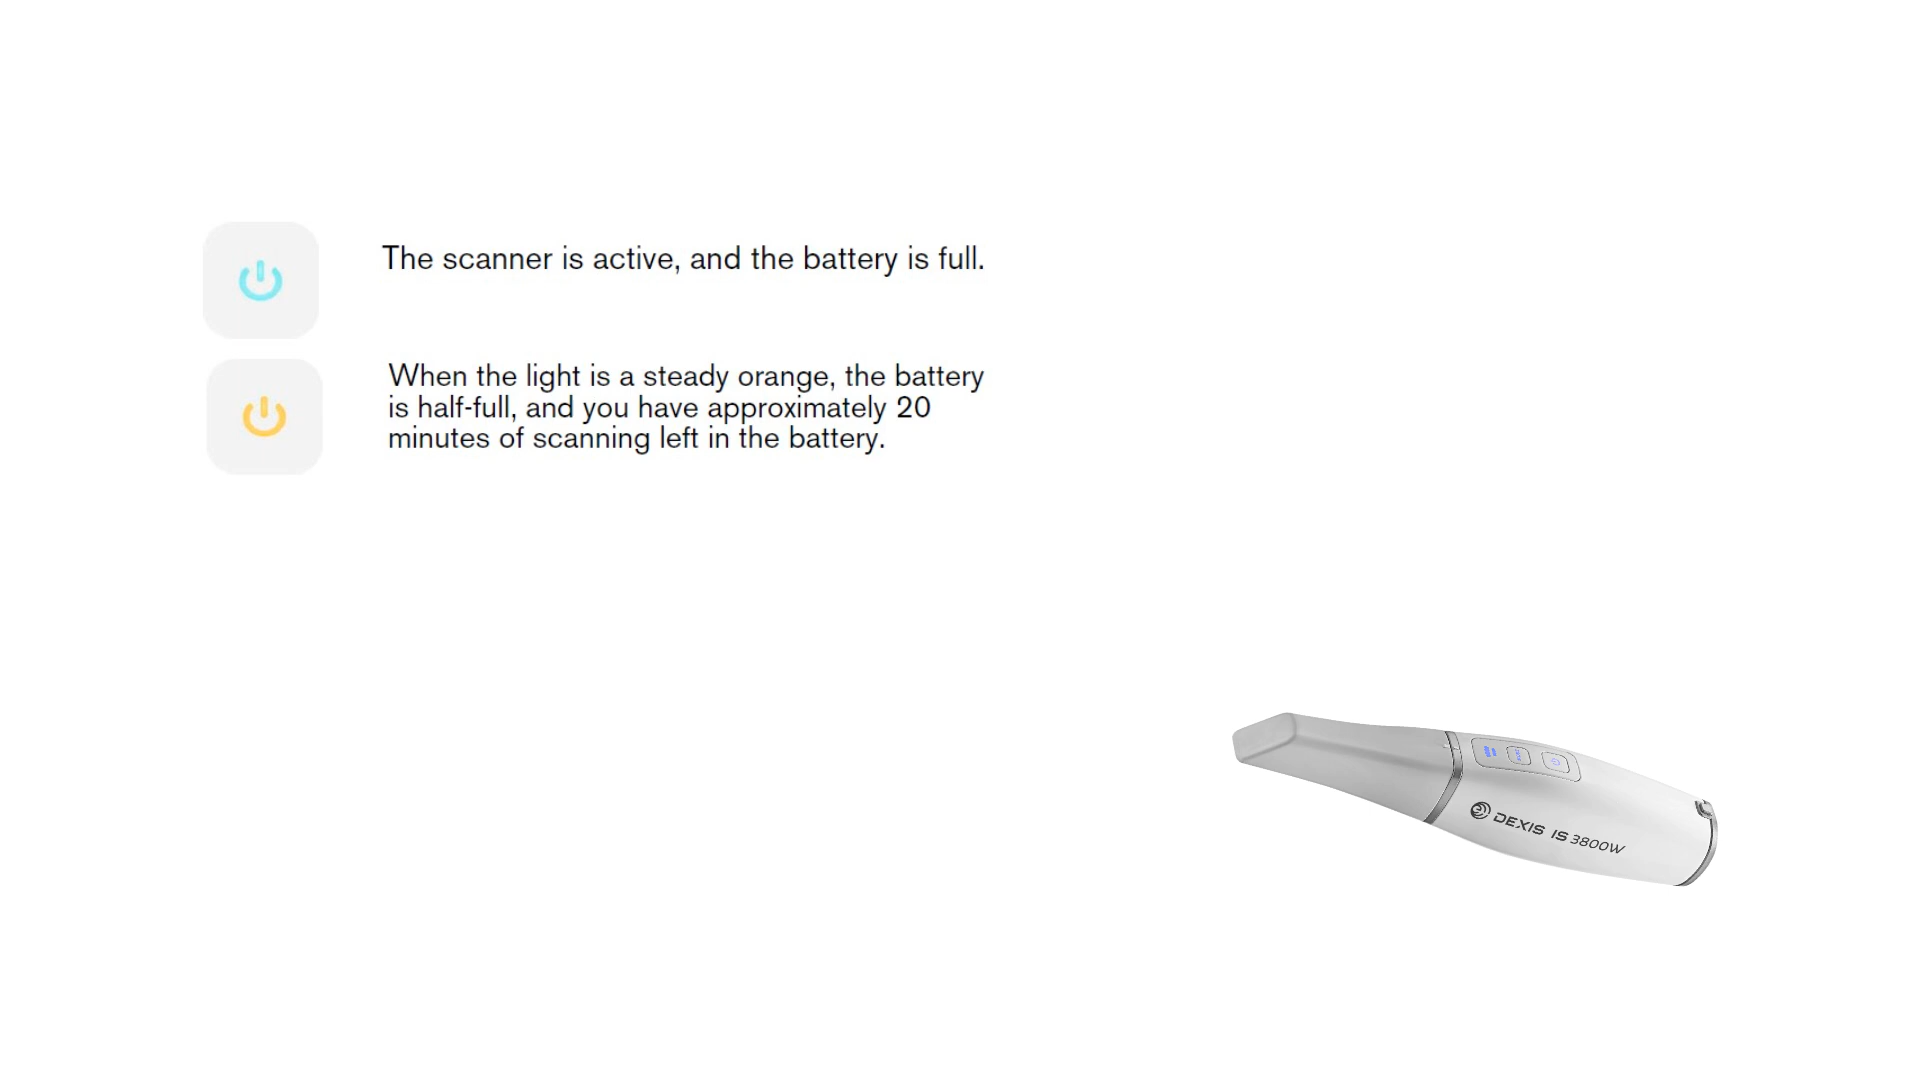 The scanner is active, and the battery is full.
When the light is a steady orange, the battery
is half-full, and you have approximately 20
minutes of scanning left in the battery.
DEXIS IS 3800W